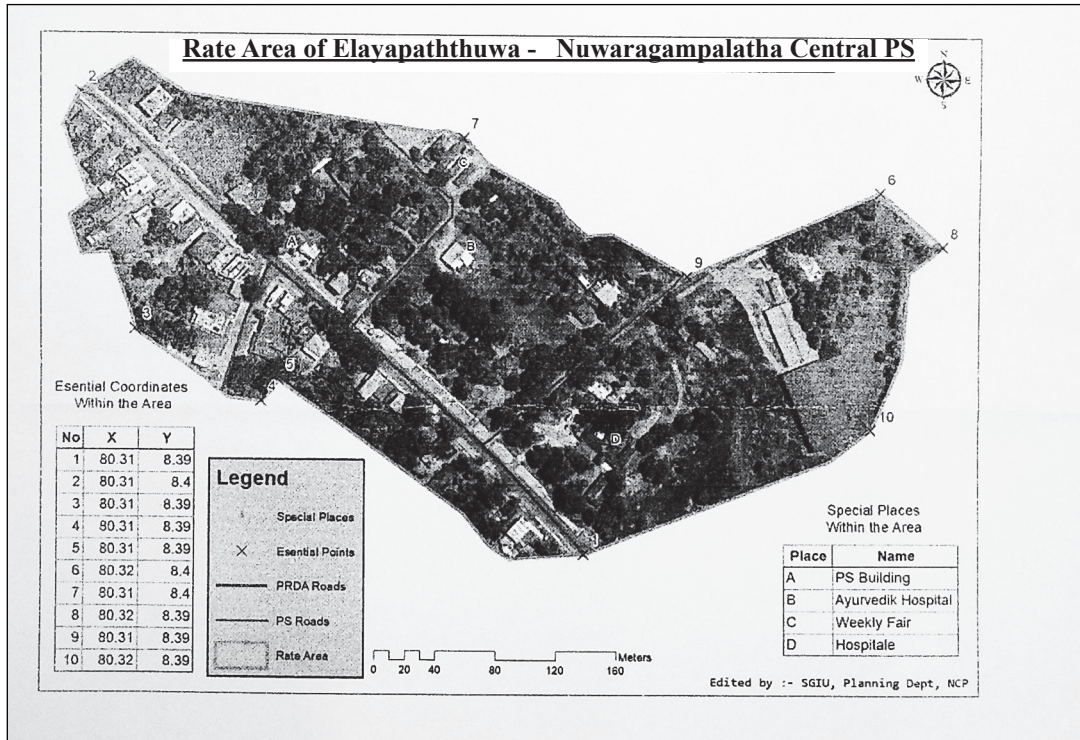 Rate Area of Elayapaththuwa - Nuwaragampalatha Central PS
N
W E
S
2
7
C
6
B
8
A
9
3
5
4
10
D
1
Esential Coordinates
Within the Area
No X Y
1 80.31 8.39
2 80.31 8.4
3 80.31 8.39
4 80.31 8.39
5 80.31 8.39
6 80.32 8.4
7 80.31 8.4
8 80.32 8.39
9 80.31 8.39
10 80.32 8.39
Legend
Special Places
Esential Points
PRDA Roads
PS Roads
Rate Area
0 20 40 80 120 160 Meters
Special Places
Within the Area
Place Name
A PS Building
B Ayurvedik Hospital
C Weekly Fair
D Hospitale
Edited by :- SGIU, Planning Dept, NCP